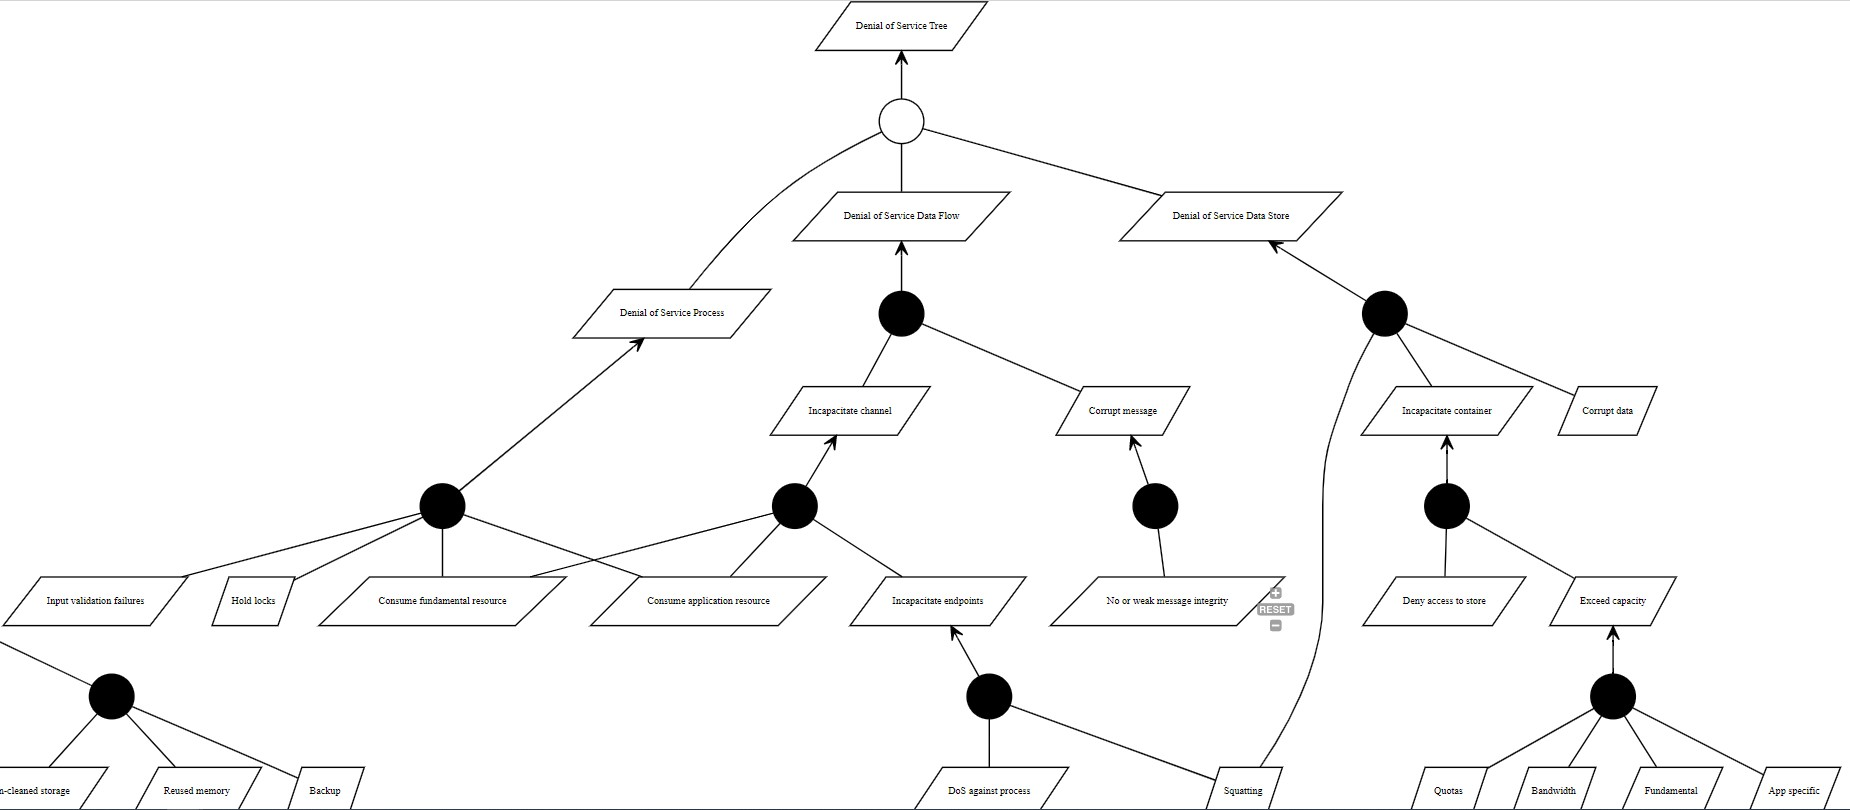 Denial of Service Tree
Denial of Service Data Flow
Denial of Service Data Store
Denial of Service Process
Incapacitate channel
Corrupt message
Incapacitate container
Corrupt data
Input validation failures
Hold locks
Consume fundamental resource
Consume application resource
Incapacitate endpoints
No or weak message integrity
RESET
Deny access to store
Exceed capacity
n-cleaned storage
Reused memory
Backup
DoS against process
Squatting
Quotas
Bandwidth
Fundamental
App specific